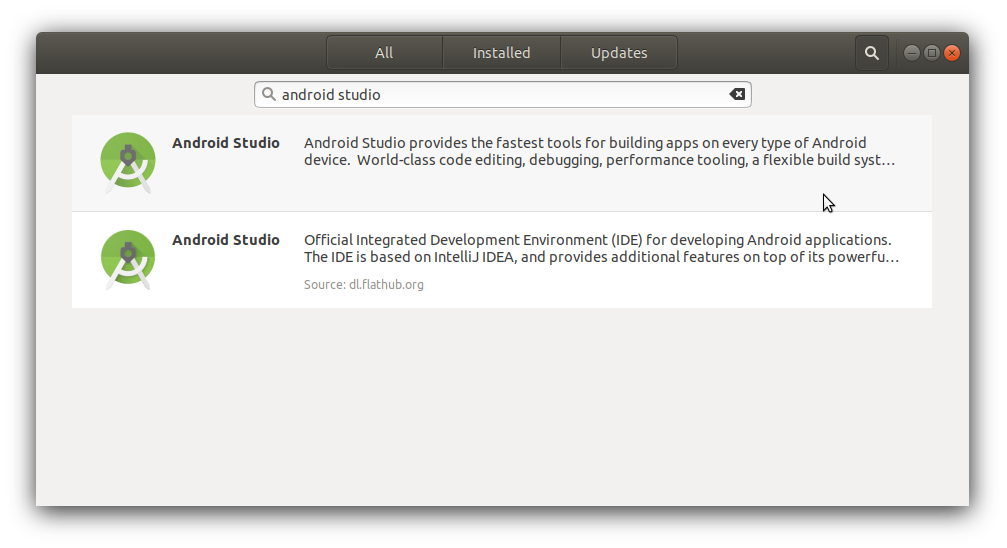 All Installed Updates
android studio
Android Studio
Android Studio provides the fastest tools for building apps on every type of Android
device.  World-class code editing, debugging, performance tooling, a flexible build syst…
Android Studio
Official Integrated Development Environment (IDE) for developing Android applications.
The IDE is based on IntelliJ IDEA, and provides additional features on top of its powerfu…
Source: dl.flathub.org